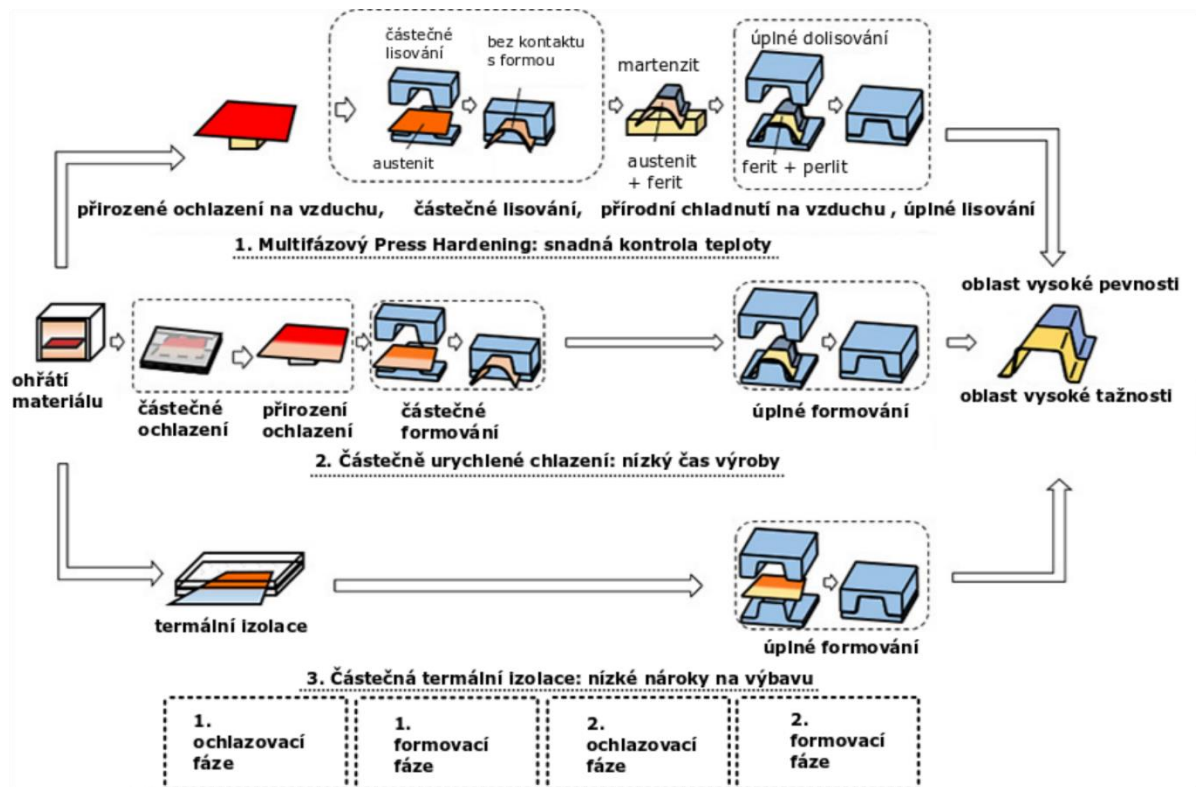 částečné
lisování
bez kontaktu
s formou
austenit
martenzit
austenit
+ ferit
úplné dolisování
ferit + perlit
přirozené ochlazení na vzduchu, částečné lisování, přírodní chladnutí na vzduchu , úplné lisování
1. Multifázový Press Hardening: snadná kontrola teploty
oblast vysoké pevnosti
ohřátí
materiálu
částečné
ochlazení
přirození
ochlazení
částečné
formování
úplné formování
oblast vysoké tažnosti
2. Částečně urychlené chlazení: nízký čas výroby
termální izolace
úplné formování
3. Částečná termální izolace: nízké nároky na výbavu
1.
ochlazovací
fáze
1.
formovací
fáze
2.
ochlazovací
fáze
2.
formovací
fáze